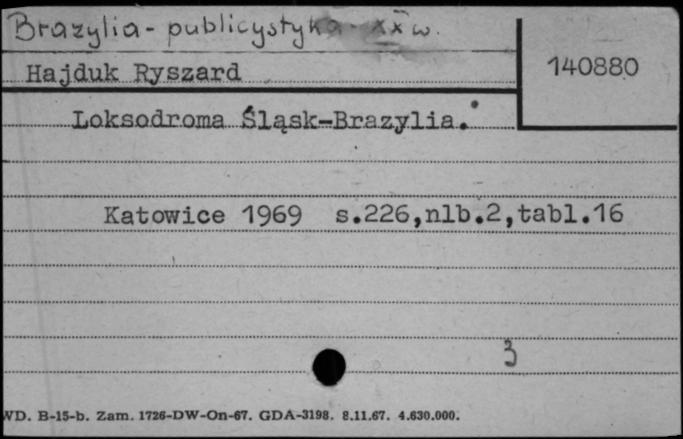 Brazylia - publicystyka - XX w.
Hajduk Ryszard
140880
Loksodroma Śląsk-Brazylia.
Katowice 1969 s.226,nlb.2,tabl.16
3
WD. B-15-b. Zam. 1726-DW-On-67. GDA-3198. 8.11.67. 4.630.000.